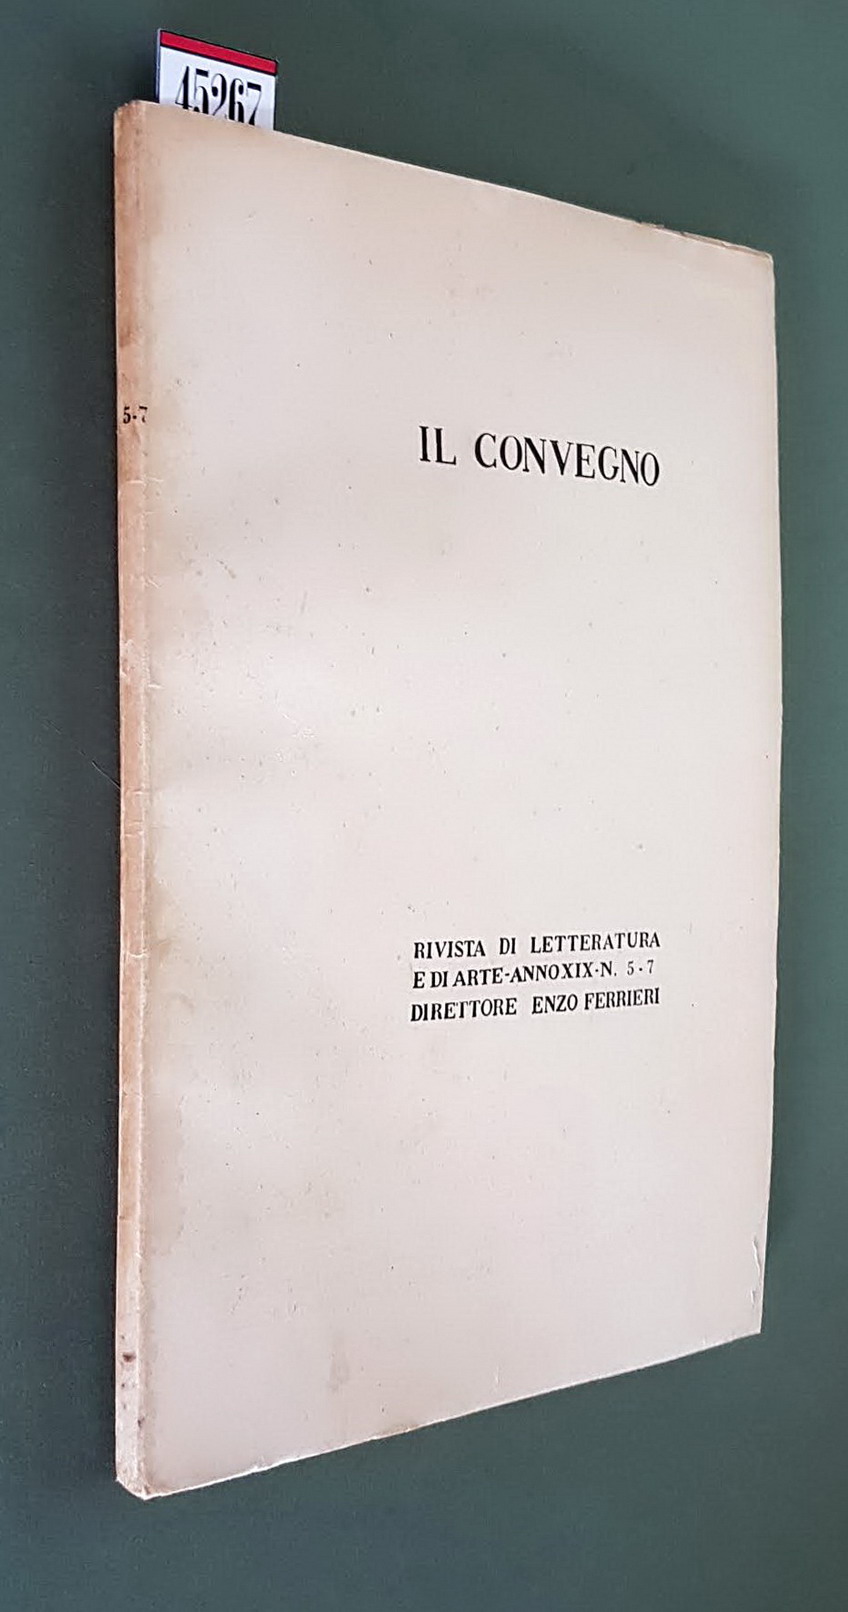 45267
5-7
IL CONVEGNO
RIVISTA DI LETTERATURA
E DI ARTE-ANNO XIX-N. 5-7
DIRETTORE ENZO FERRIERI